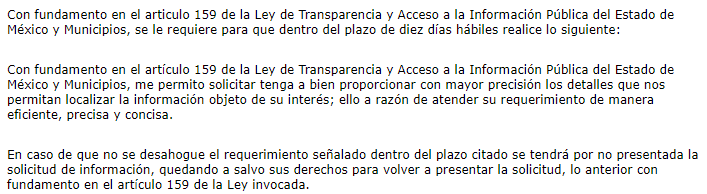 Con fundamento en el articulo 159 de la Ley de Transparencia y Acceso a la Información Pública del Estado de
México y Municipios, se le requiere para que dentro del plazo de diez días hábiles realice lo siguiente:
Con fundamento en el artículo 159 de la Ley de Transparencia y Acceso a la Información Pública del Estado de
México y Municipios, me permito solicitar tenga a bien proporcionar con mayor precisión los detalles que nos
permitan localizar la información objeto de su interés; ello a razón de atender su requerimiento de manera
eficiente, precisa y concisa.
En caso de que no se desahogue el requerimiento señalado dentro del plazo citado se tendrá por no presentada la
solicitud de información, quedando a salvo sus derechos para volver a presentar la solicitud, lo anterior con
fundamento en el artículo 159 de la Ley invocada.